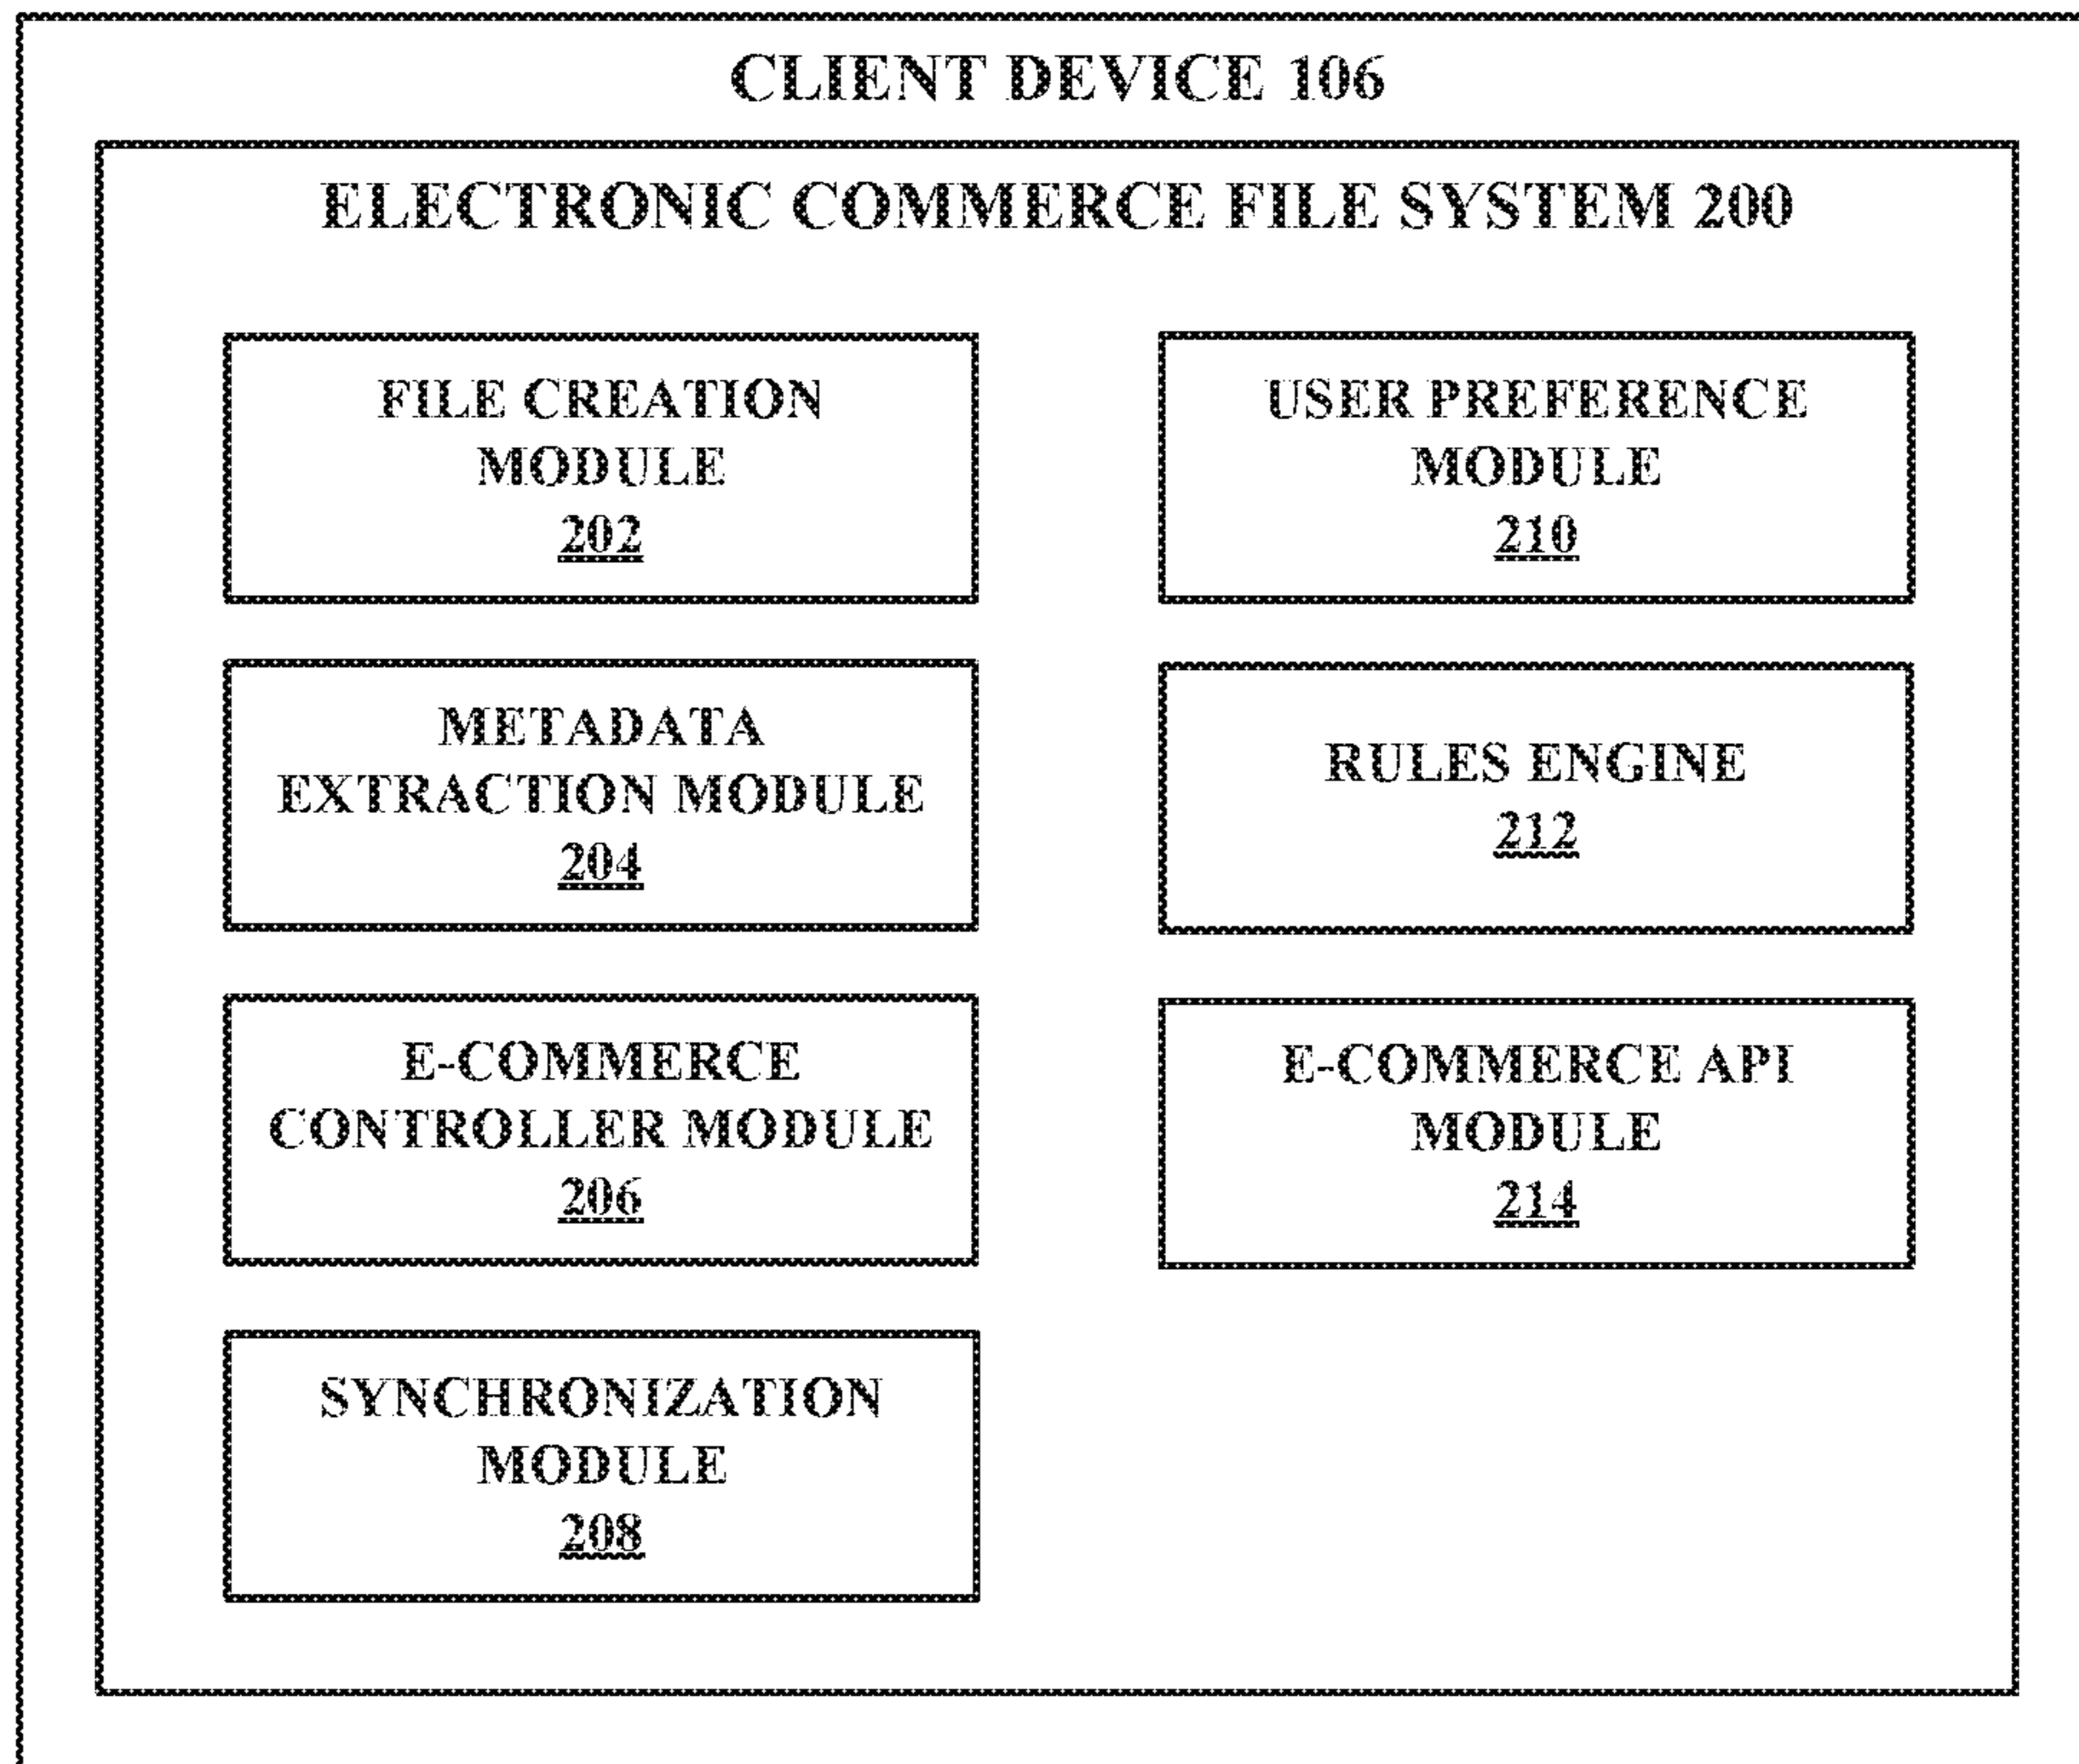 CLIENT DEVICE 106
ELECTRONIC COMMERCE FILE SYSTEM 200
FILE CREATION
MODULE
202
METADATA
EXTRACTION MODULE
204
E-COMMERCE
CONTROLLER MODULE
206
SYNCHRONIZATION
MODULE
208
USER PREFERENCE
MODULE
210
RULES ENGINE
212
E-COMMERCE API
MODULE
214